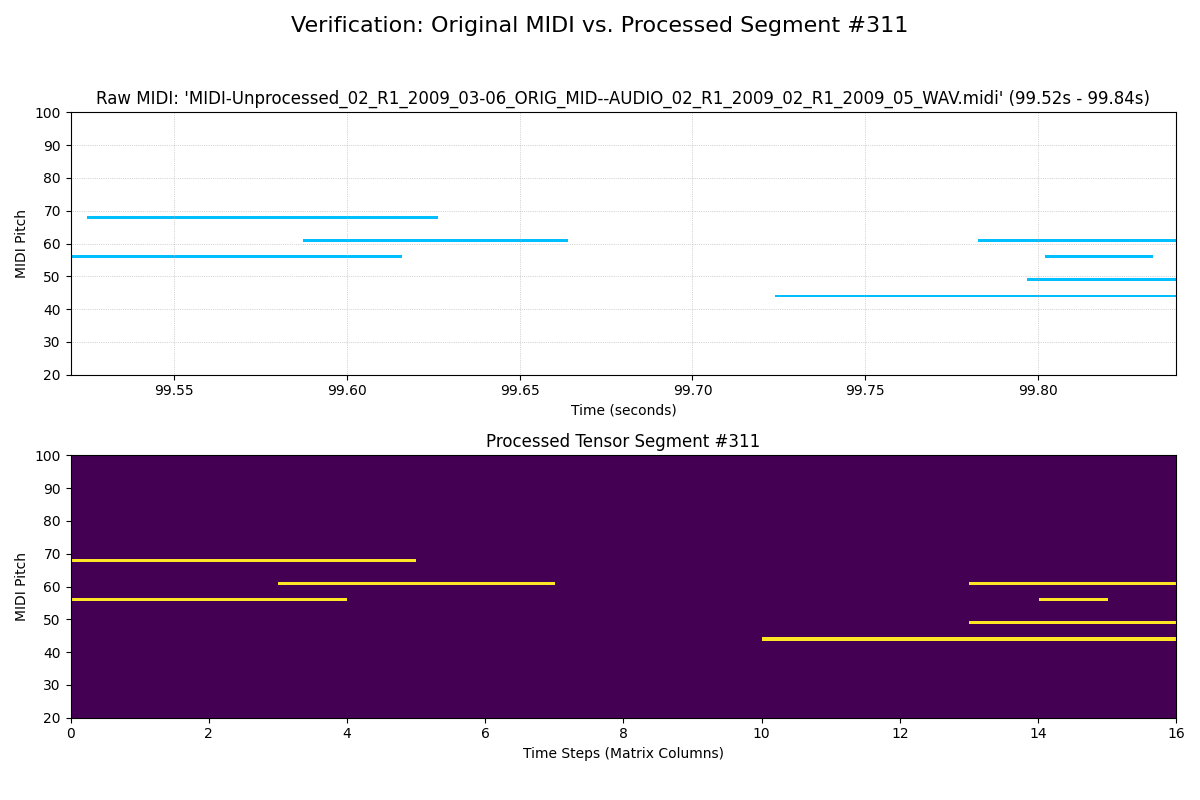 Verification: Original MIDI vs. Processed Segment #311
Raw MIDI: 'MIDI-Unprocessed_02_R1_2009_03-06_ORIG_MID--AUDIO_02_R1_2009_02_R1_2009_05_WAV.midi' (99.52s - 99.84s)
100
90
80
70
60
50
40
30
20
MIDI Pitch
99.55 99.60 99.65 99.70 99.75 99.80
Time (seconds)
Processed Tensor Segment #311
100
90
80
70
60
50
40
30
20
MIDI Pitch
0 2 4 6 8 10 12 14 16
Time Steps (Matrix Columns)